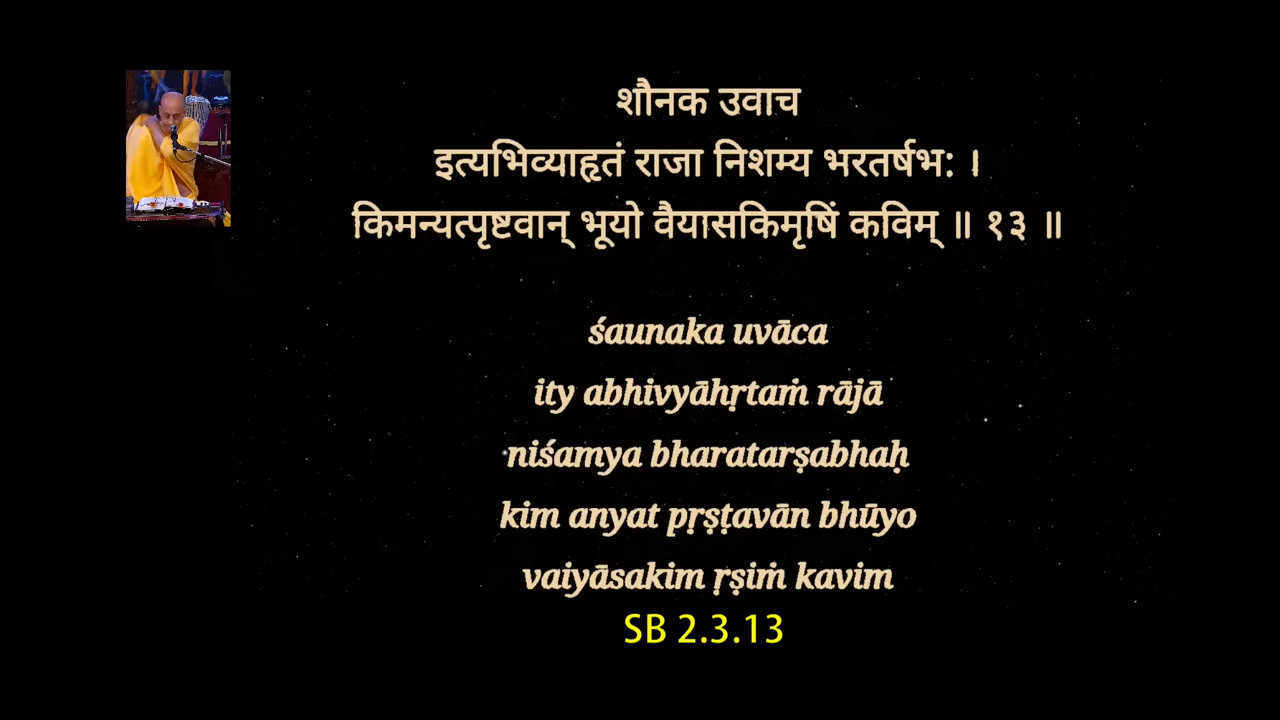 शौनक उवाच
इत्यभिव्याहृतं राजा निशम्य भरतर्षभ: ।
किमन्यत्पृष्टवान् भूयो वैयासकिमृषिं कविम् ॥ १३ ॥
śaunaka uvāca
ity abhivyāhṛtaṁ rājā
niśamya bharatarṣabhaḥ
kim anyat pṛṣṭavān bhūyo
vaiyāsakim ṛṣiṁ kavim
SB 2.3.13